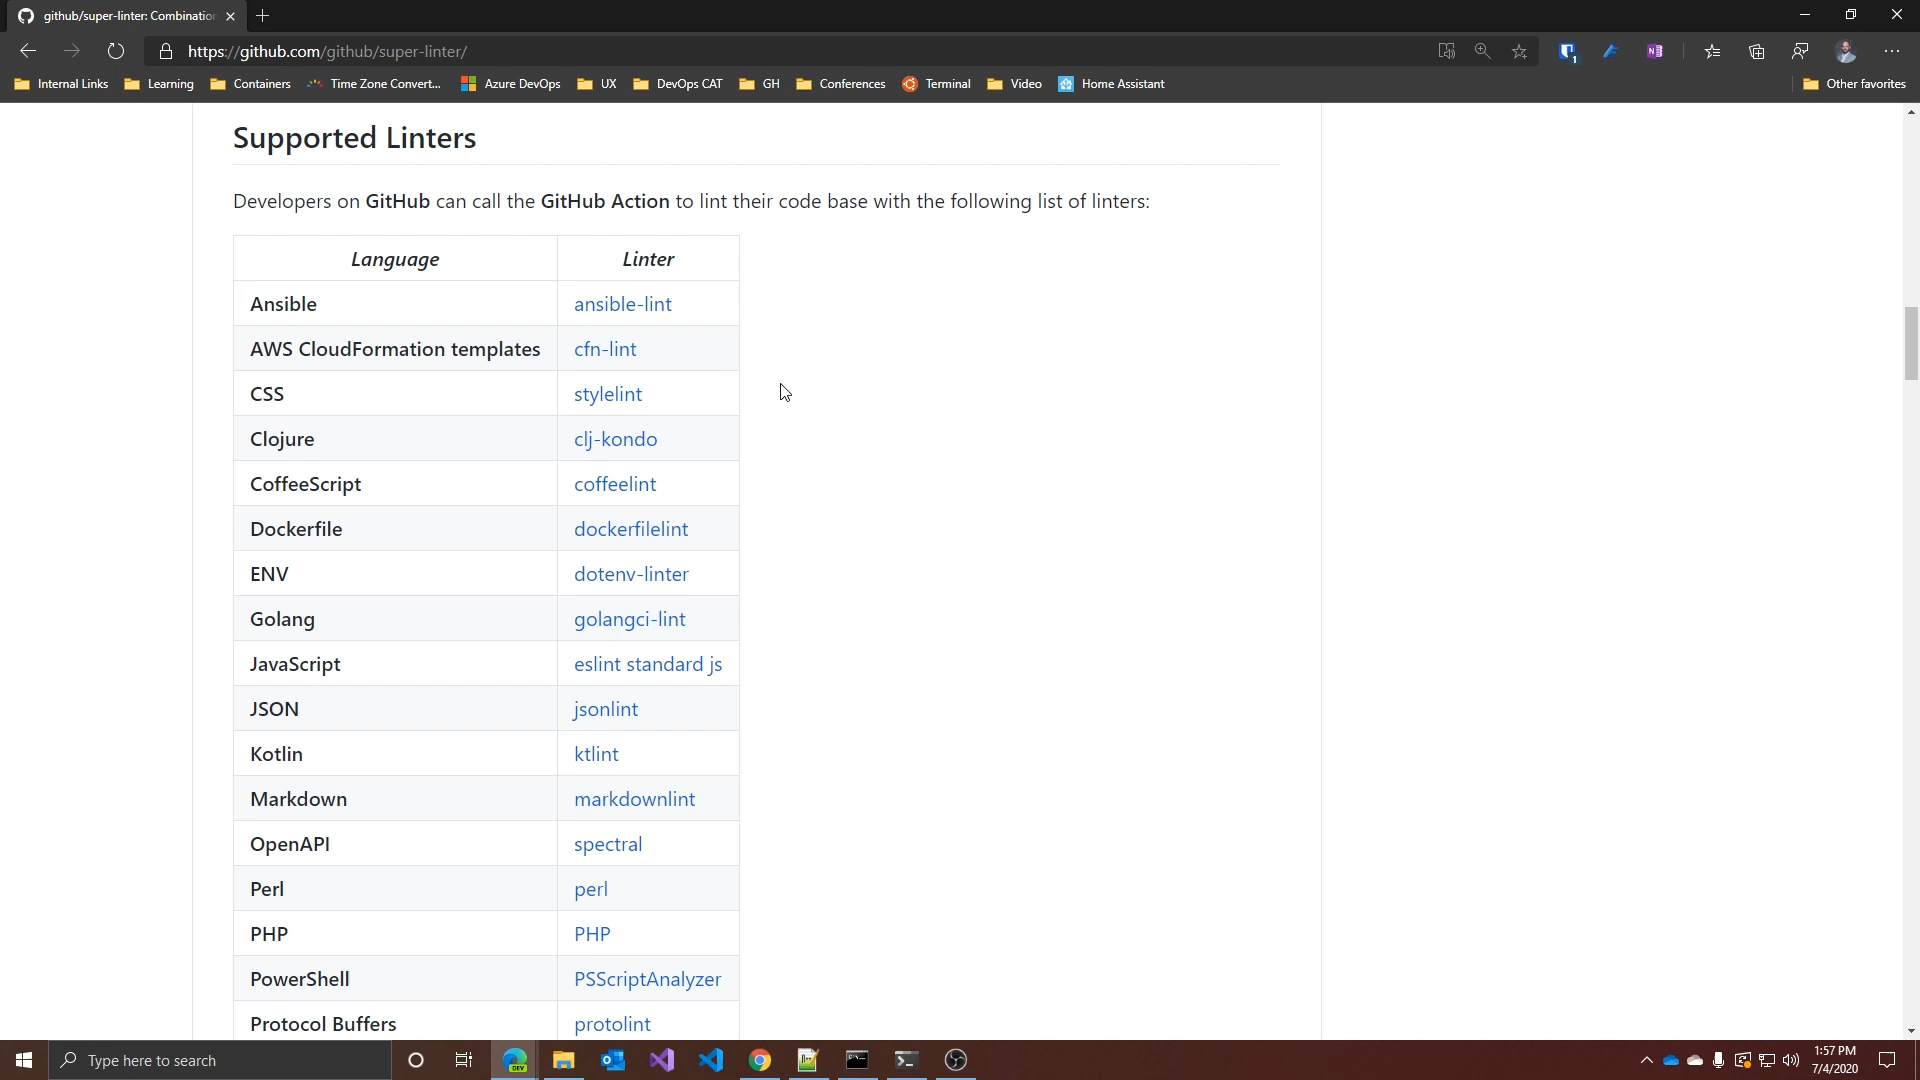 github/super-linter: Combination
https://github.com/github/super-linter/
1
Internal Links
Learning
Containers
Time Zone Convert...
Azure DevOps
UX
DevOps CAT
GH
Conferences
Terminal
Video
Home Assistant
Other favorites
Supported Linters
Developers on GitHub can call the GitHub Action to lint their code base with the following list of linters:
Language Linter
Ansible ansible-lint
AWS CloudFormation templates cfn-lint
CSS stylelint
Clojure clj-kondo
CoffeeScript coffeelint
Dockerfile dockerfilelint
ENV dotenv-linter
Golang golangci-lint
JavaScript eslint standard js
JSON jsonlint
Kotlin ktlint
Markdown markdownlint
OpenAPI spectral
Perl perl
PHP PHP
PowerShell PSScriptAnalyzer
Protocol Buffers protolint
Type here to search
DEV
1:57 PM
7/4/2020